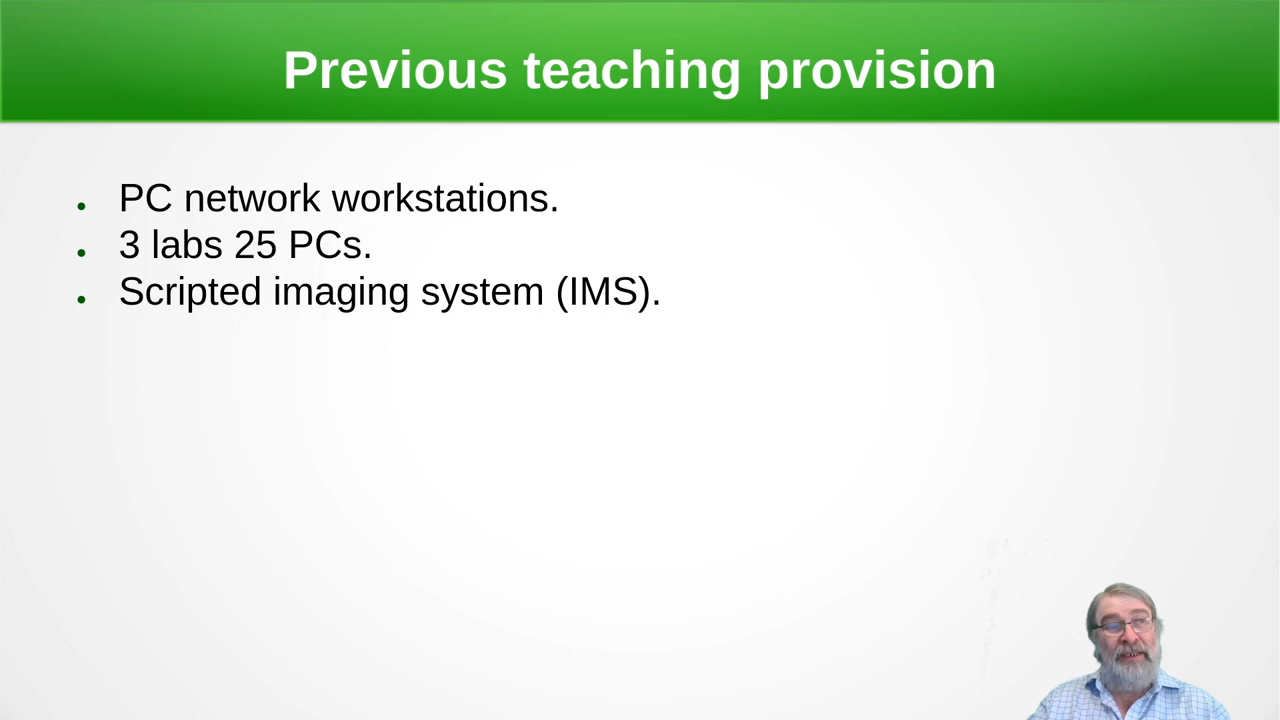 Previous teaching provision
PC network workstations.
3 labs 25 PCs.
Scripted imaging system (IMS).